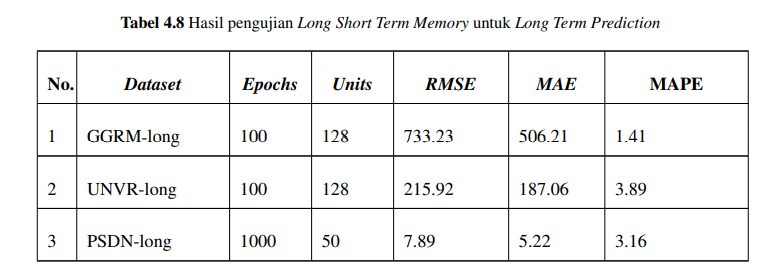 Tabel 4.8 Hasil pengujian Long Short Term Memory untuk Long Term Prediction
No. Dataset Epochs Units RMSE MAE MAPE
1 GGRM-long 100 128 733.23 506.21 1.41
2 UNVR-long 100 128 215.92 187.06 3.89
3 PSDN-long 1000 50 7.89 5.22 3.16